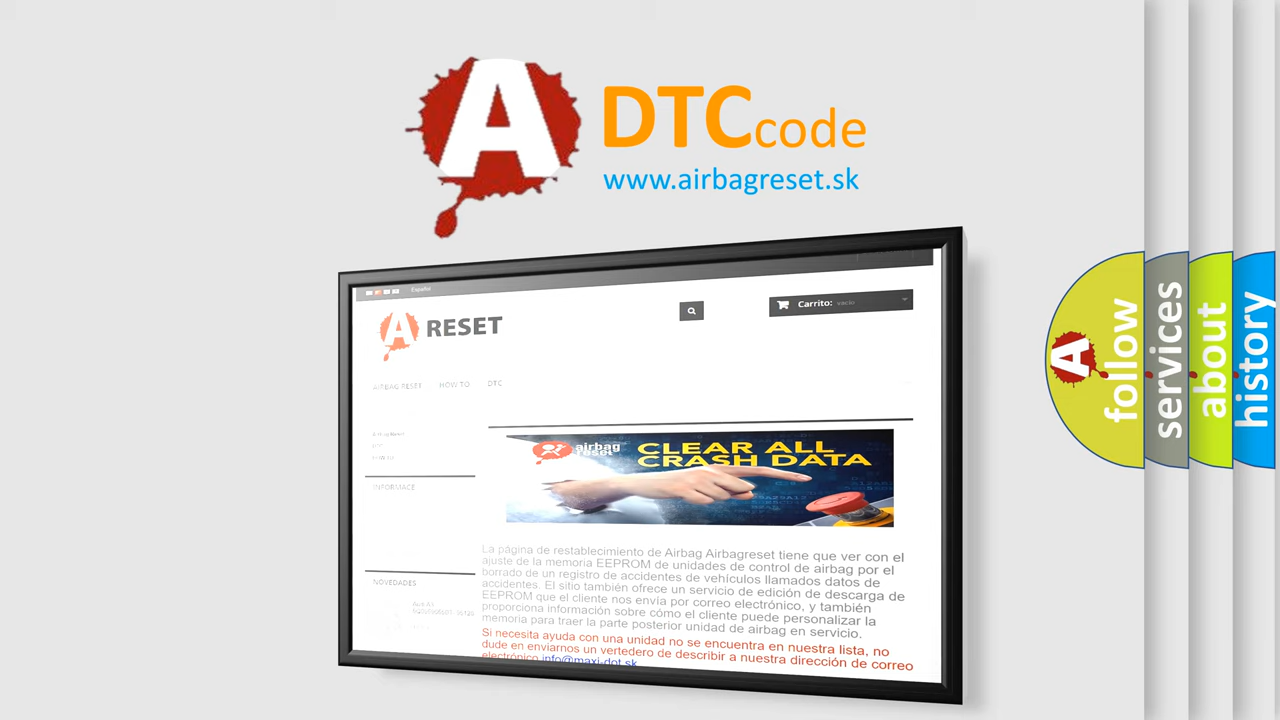 A DTCcode
www.airbagreset.sk
Español
A RESET
Carrito: vacío
AIRBAG RESET HOW TO DTC
INFORMACE
NOVEDADES
airbag
reset
CLEAR ALL
CRASH DATA
La página de restablecimiento de Airbag Airbagreset tiene que ver con el
ajuste de la memoria EEPROM de unidades de control de airbag por el
borrado de un registro de accidentes de vehículos llamados datos de
accidentes. El sitio también ofrece un servicio de edición de descarga de
EEPROM que el cliente nos envía por correo electrónico, y también
proporciona información sobre cómo el cliente puede personalizar la
memoria para traer la parte posterior unidad de airbag en servicio.
Si necesita ayuda con una unidad no se encuentra en nuestra lista, no
dude en enviarnos un vertedero de describir a nuestra dirección de correo
electrónico info@maxi-dot.sk
A follow
services
about
history